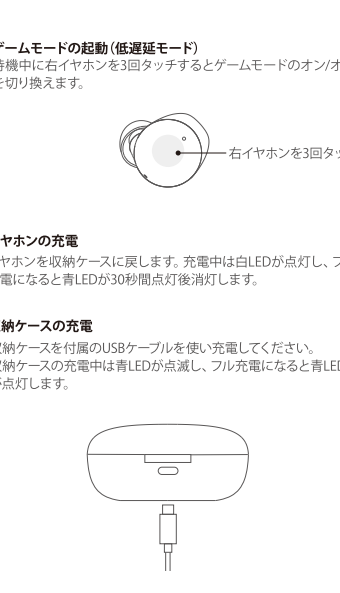 ゲームモードの起動（低遅延モード）
待機中に右イヤホンを3回タッチするとゲームモードのオン/オ
を切り換えます。
右イヤホンを3回タッ
ヤホンの充電
イヤホンを収納ケースに戻します。充電中は白LEDが点灯し、フ
電になると青LEDが30秒間点灯後消灯します。
納ケースの充電
収納ケースを付属のUSBケーブルを使い充電してください。
収納ケースの充電中は青LEDが点滅し、フル充電になると青LED
が点灯します。